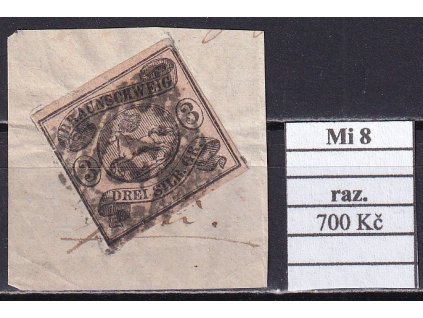 BRAUNSCHWEIG
3 3
DREI SILB. GR.
Mi 8
raz.
700 Kč